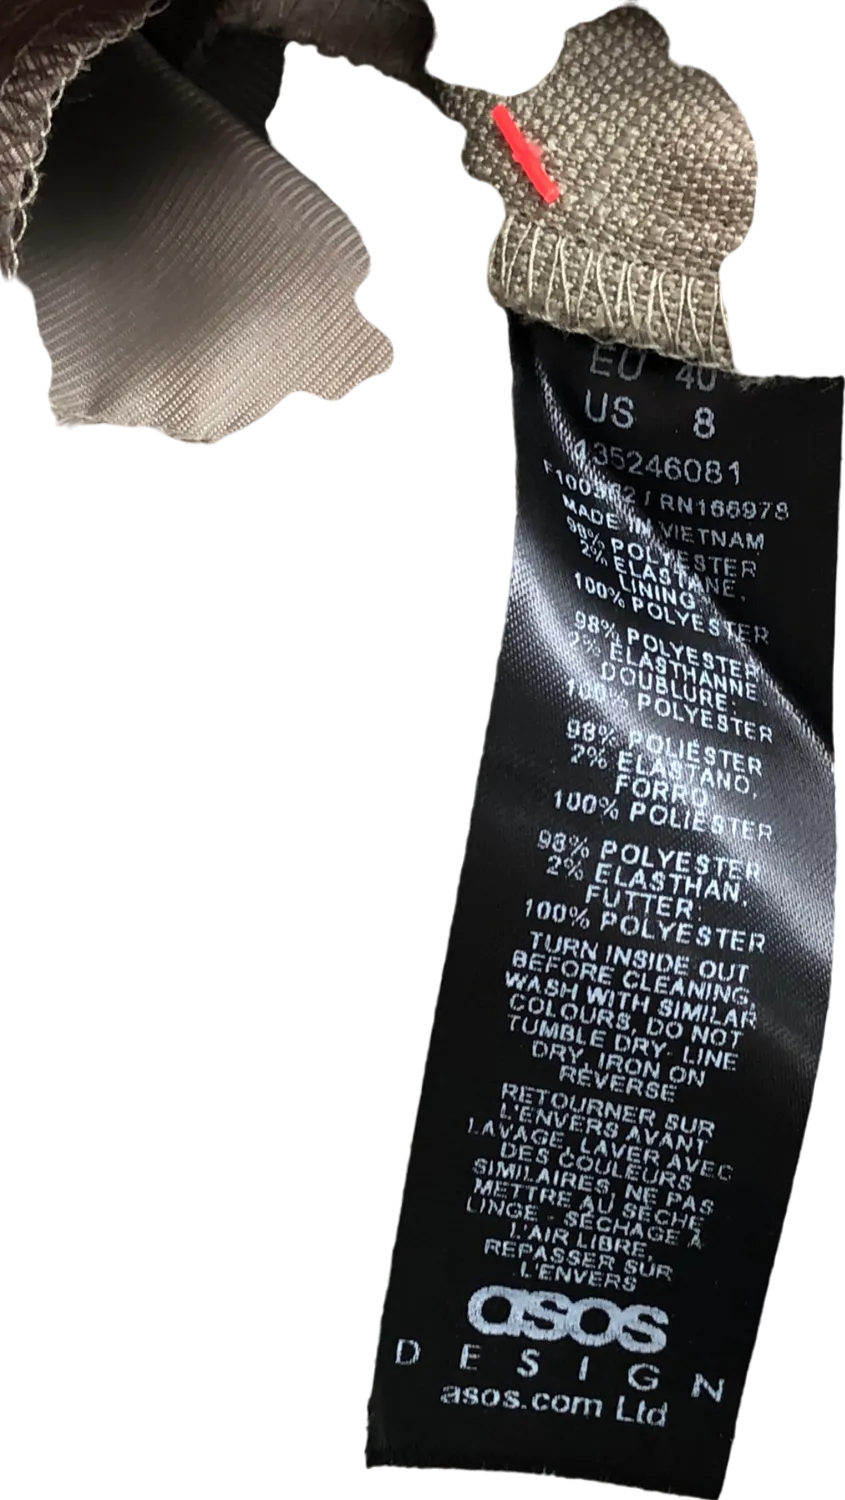 EU 40
US 8
135246081
RN166978
MADE IN VIETNAM
98% POLYESTER
2% ELASTANE,
LINING
100% POLYESTER
98% POLYESTER
2% ELASTHANNE,
DOUBLURE:
100% POLYESTER
98% POLIÉSTER
2% ELASTANO,
FORRO:
100% POLIÉSTER
98% POLYESTER
2% ELASTHAN,
FUTTER:
100% POLYESTER
TURN INSIDE OUT
BEFORE CLEANING,
WASH WITH SIMILAR
COLOURS, DO NOT
TUMBLE DRY- LINE
DRY, IRON ON
REVERSE
RETOURNER SUR
L'ENVERS AVANT
LAVAGE, LAVER AVEC
DES COULEURS
SIMILAIRES, NE PAS
METTRE AU SÈCHE
LINGE - SÉCHAGE À
L'AIR LIBRE,
REPASSER SUR
L'ENVERS
asos
DESIGN
asos.com Ltd